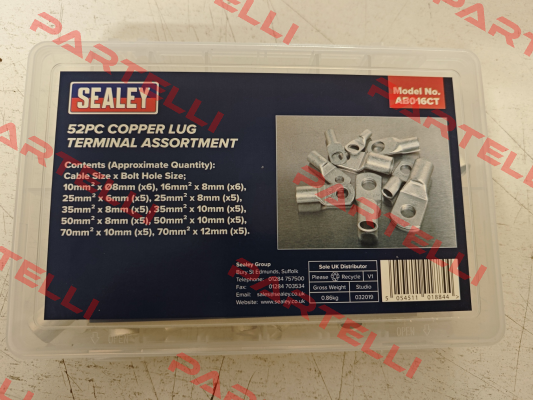 PARTELLI
PARTELLI
SEALEY
Model No.
AB016CT
52PC COPPER LUG
TERMINAL ASSORTMENT
Contents (Approximate Quantity):
Cable Size x Bolt Hole Size;
10mm² x Ø8mm (x6), 16mm² x 8mm (x6),
25mm² x 6mm (x5), 25mm² x 8mm (x5),
35mm² x 8mm (x5), 35mm² x 10mm (x5),
50mm² x 8mm (x5), 50mm² x 10mm (x5),
70mm² x 10mm (x5), 70mm² x 12mm (x5).
Sealey Group
Bury St Edmunds, Suffolk
Telephone: 01284 757500
Fax: 01284 703534
Email: sales@sealey.co.uk
Website: www.sealey.co.uk
Sole UK Distributor
Please Recycle V1
Gross Weight Studio
0.86kg 032019
5 054511 018844 >
PARTELLI
PARTELLI